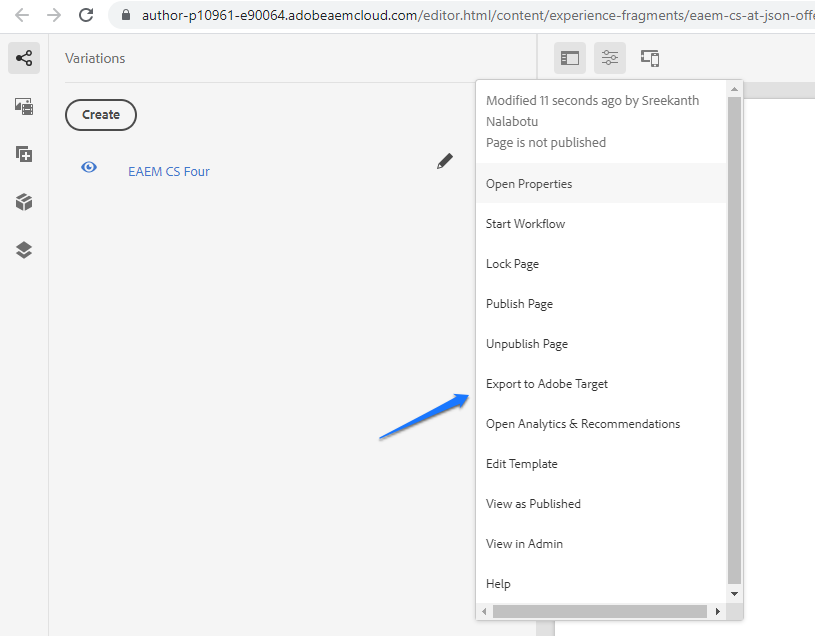 author-p10961-e90064.adobeaemcloud.com/editor.html/content/experience-fragments/eaem-cs-at-json-offe
Variations
Create
EAEM CS Four
Modified 11 seconds ago by Sreekanth
Nalabotu
Page is not published
Open Properties
Start Workflow
Lock Page
Publish Page
Unpublish Page
Export to Adobe Target
Open Analytics & Recommendations
Edit Template
View as Published
View in Admin
Help